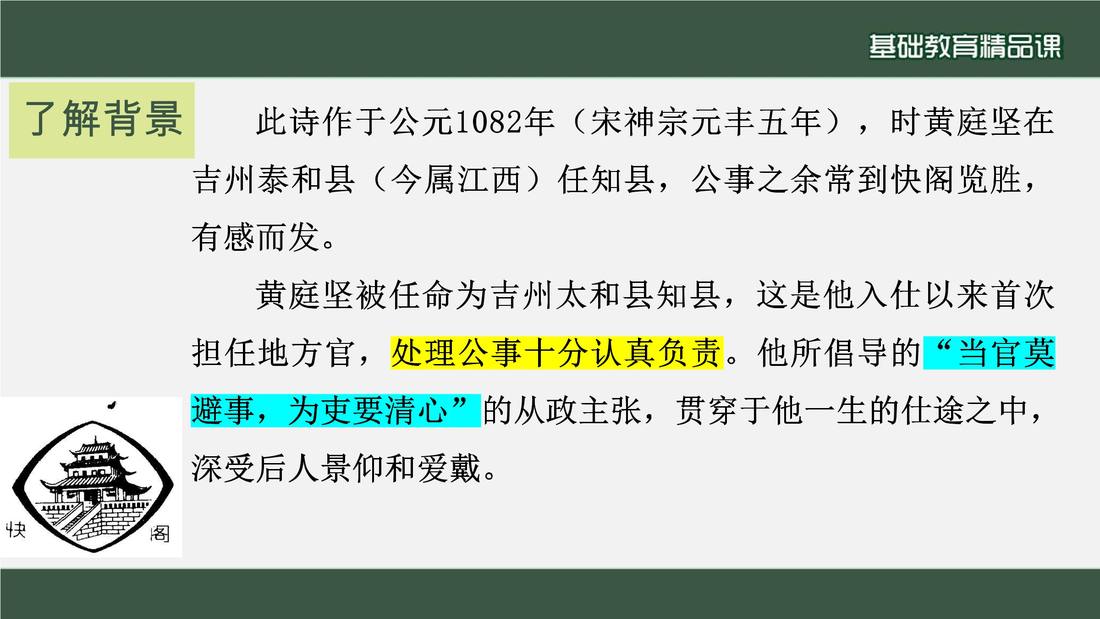 基础教育精品课
了解背景
此诗作于公元1082年（宋神宗元丰五年），时黄庭坚在
吉州泰和县（今属江西）任知县，公事之余常到快阁览胜，
有感而发。
黄庭坚被任命为吉州太和县知县，这是他入仕以来首次
担任地方官，处理公事十分认真负责。他所倡导的“当官莫
避事，为吏要清心”的从政主张，贯穿于他一生的仕途之中，
深受后人景仰和爱戴。
快 阁